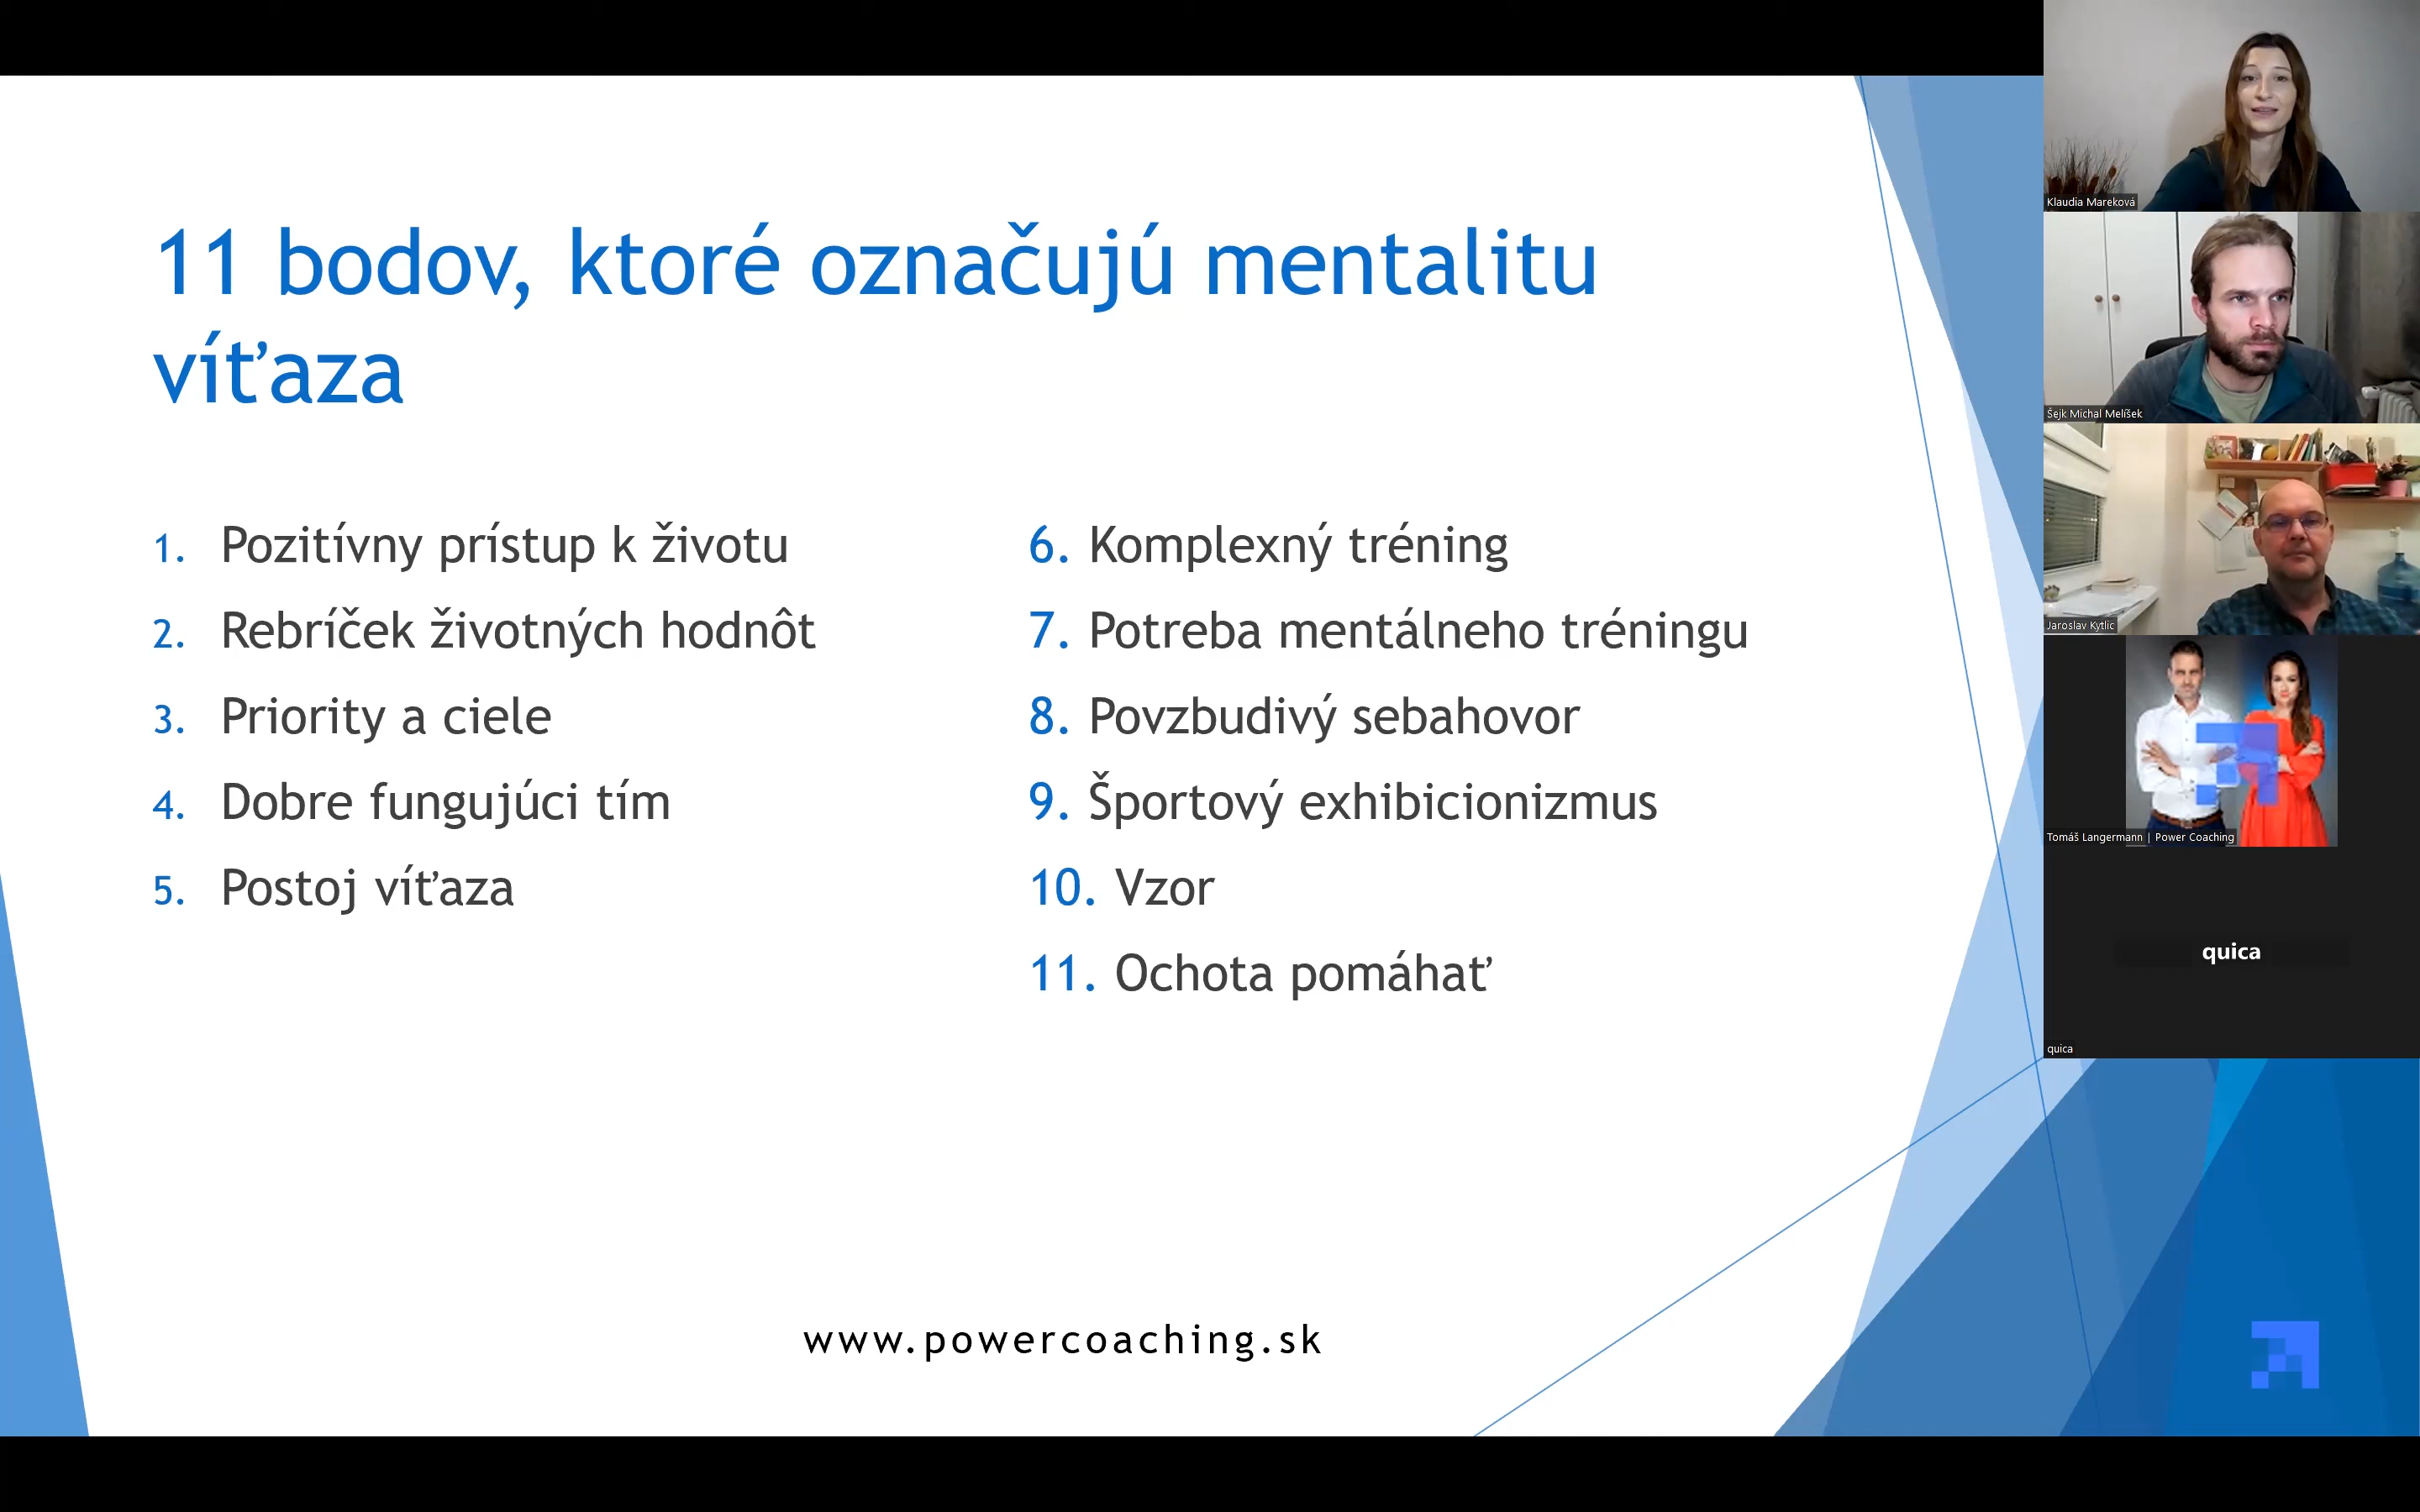 11 bodov, ktoré označujú mentalitu
víťaza
1. Pozitívny prístup k životu
2. Rebríček životných hodnôt
3. Priority a ciele
4. Dobre fungujúci tím
5. Postoj víťaza
6. Komplexný tréning
7. Potreba mentálneho tréningu
8. Povzbudivý sebahovor
9. Športový exhibicionizmus
10. Vzor
11. Ochota pomáhať
www.powercoaching.sk
Klaudia Mareková
Šejk Michal Melíšek
Jaroslav Kytlic
Tomáš Langermann | Power Coaching
quica
quica